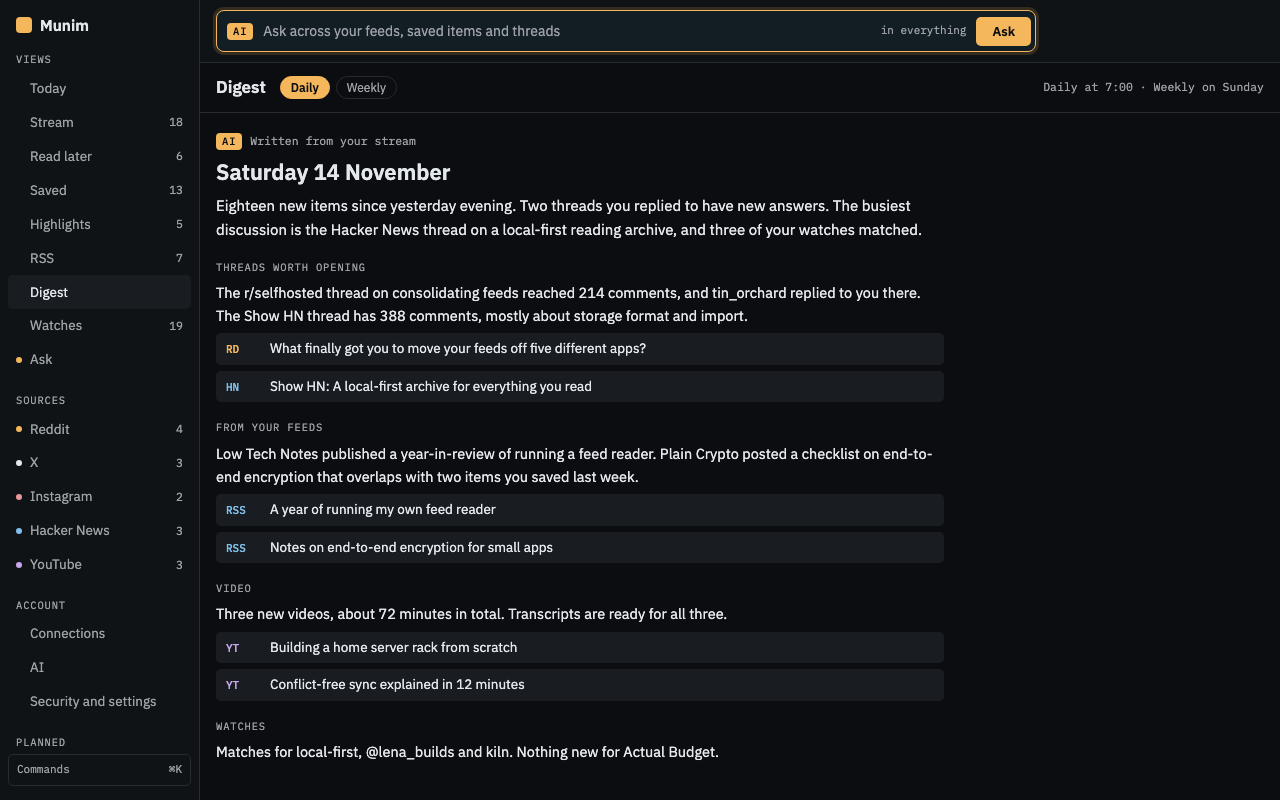 Munim
VIEWS
Today
Stream 18
Read later 6
Saved 13
Highlights 5
RSS 7
Digest
Watches 19
Ask
SOURCES
Reddit 4
X 3
Instagram 2
Hacker News 3
YouTube 3
ACCOUNT
Connections
AI
Security and settings
PLANNED
Commands ⌘K
AI Ask across your feeds, saved items and threads in everything Ask
Digest Daily Weekly Daily at 7:00 · Weekly on Sunday
AI Written from your stream
Saturday 14 November
Eighteen new items since yesterday evening. Two threads you replied to have new answers. The busiest
discussion is the Hacker News thread on a local-first reading archive, and three of your watches matched.
THREADS WORTH OPENING
The r/selfhosted thread on consolidating feeds reached 214 comments, and tin_orchard replied to you there.
The Show HN thread has 388 comments, mostly about storage format and import.
RD What finally got you to move your feeds off five different apps?
HN Show HN: A local-first archive for everything you read
FROM YOUR FEEDS
Low Tech Notes published a year-in-review of running a feed reader. Plain Crypto posted a checklist on end-to-
end encryption that overlaps with two items you saved last week.
RSS A year of running my own feed reader
RSS Notes on end-to-end encryption for small apps
VIDEO
Three new videos, about 72 minutes in total. Transcripts are ready for all three.
YT Building a home server rack from scratch
YT Conflict-free sync explained in 12 minutes
WATCHES
Matches for local-first, @lena_builds and kiln. Nothing new for Actual Budget.